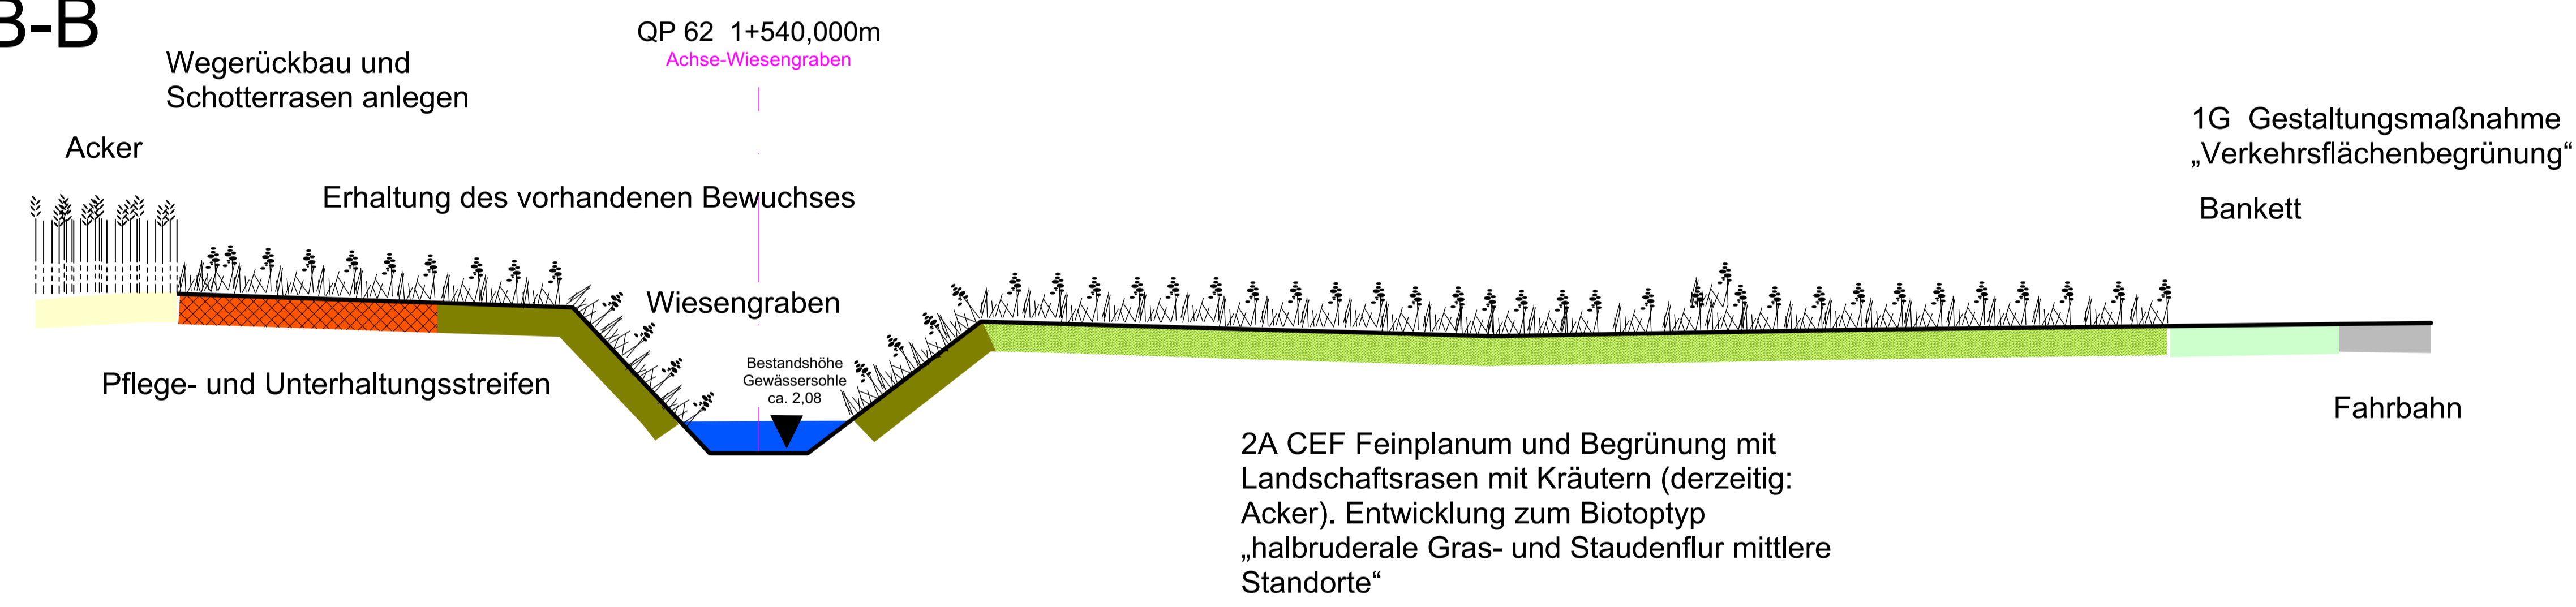 B-B
QP 62 1+540,000m
Achse-Wiesengraben
Wegerückbau und
Schotterrasen anlegen
Acker
Erhaltung des vorhandenen Bewuchses
1G Gestaltungsmaßnahme
„Verkehrsflächenbegrünung“
Bankett
Wiesengraben
Bestandshöhe
Gewässersohle
ca. 2,08
Pflege- und Unterhaltungsstreifen
Fahrbahn
2A CEF Feinplanum und Begrünung mit
Landschaftsrasen mit Kräutern (derzeitig:
Acker). Entwicklung zum Biotoptyp
„halbruderale Gras- und Staudenflur mittlere
Standorte“